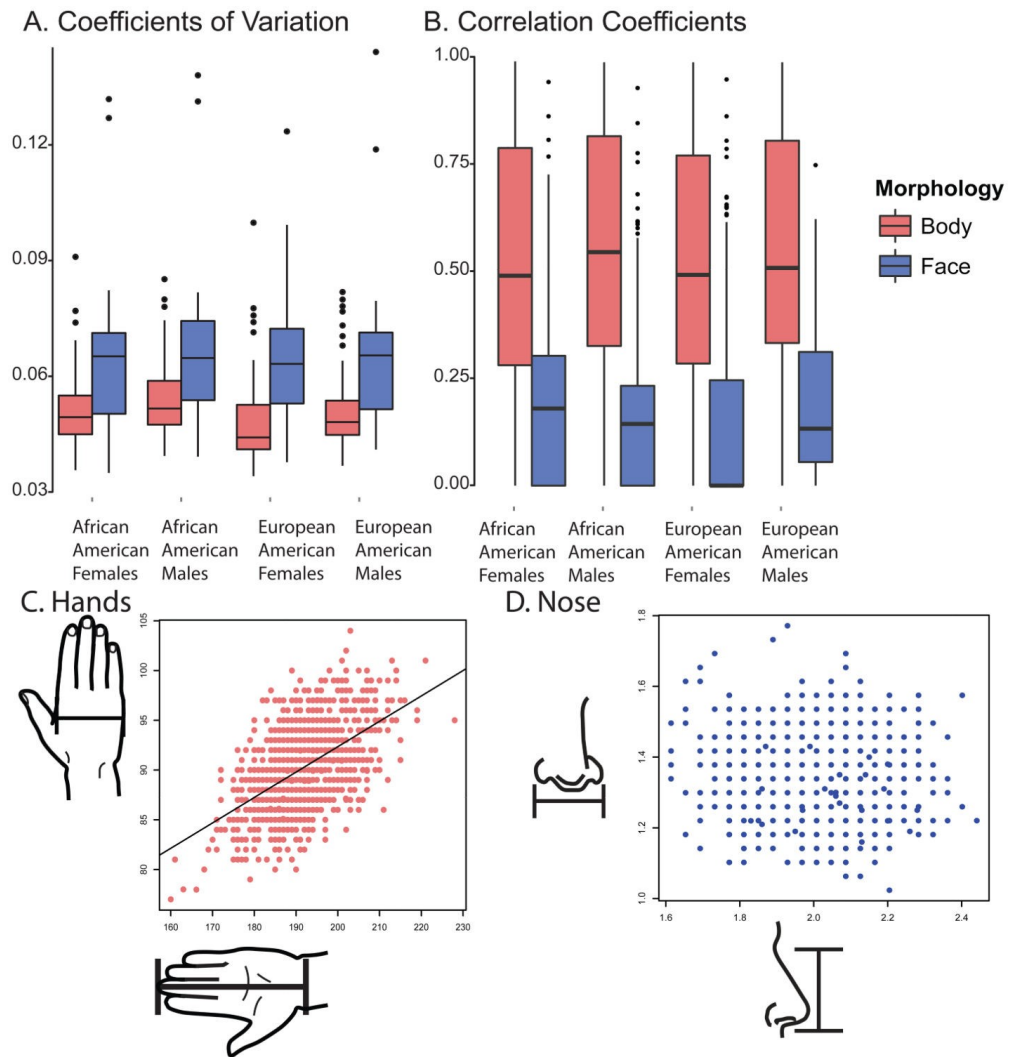 A. Coefficients of Variation
0.12
0.09
0.06
0.03
African American Females
African American Males
European American Females
European American Males
B. Correlation Coefficients
1.00
0.75
0.50
0.25
0.00
African American Females
African American Males
European American Females
European American Males
Morphology
Body
Face
C. Hands
105
100
95
90
85
80
160 170 180 190 200 210 220 230
D. Nose
1.8
1.6
1.4
1.2
1.0
1.6 1.8 2.0 2.2 2.4